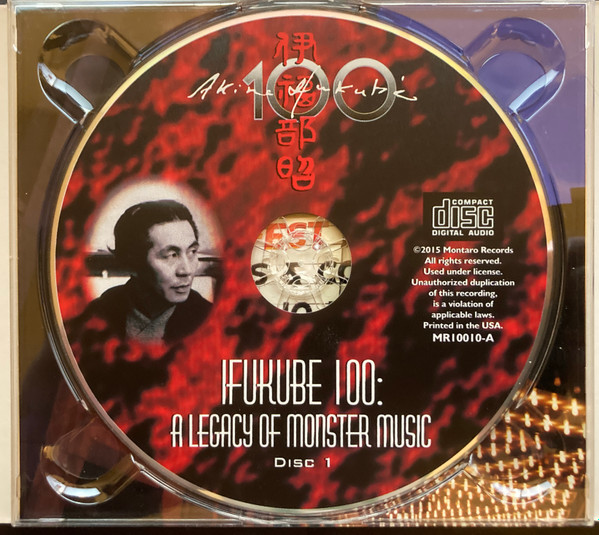 伊福部昭
100
Akira Ifukube
COMPACT
disc
DIGITAL AUDIO
©2015 Montaro Records
All rights reserved.
Used under license.
Unauthorized duplication
of this recording,
is a violation of
applicable laws.
Printed in the USA.
MR10010-A
IFUKUBE 100:
A LEGACY OF MONSTER MUSIC
DISC 1